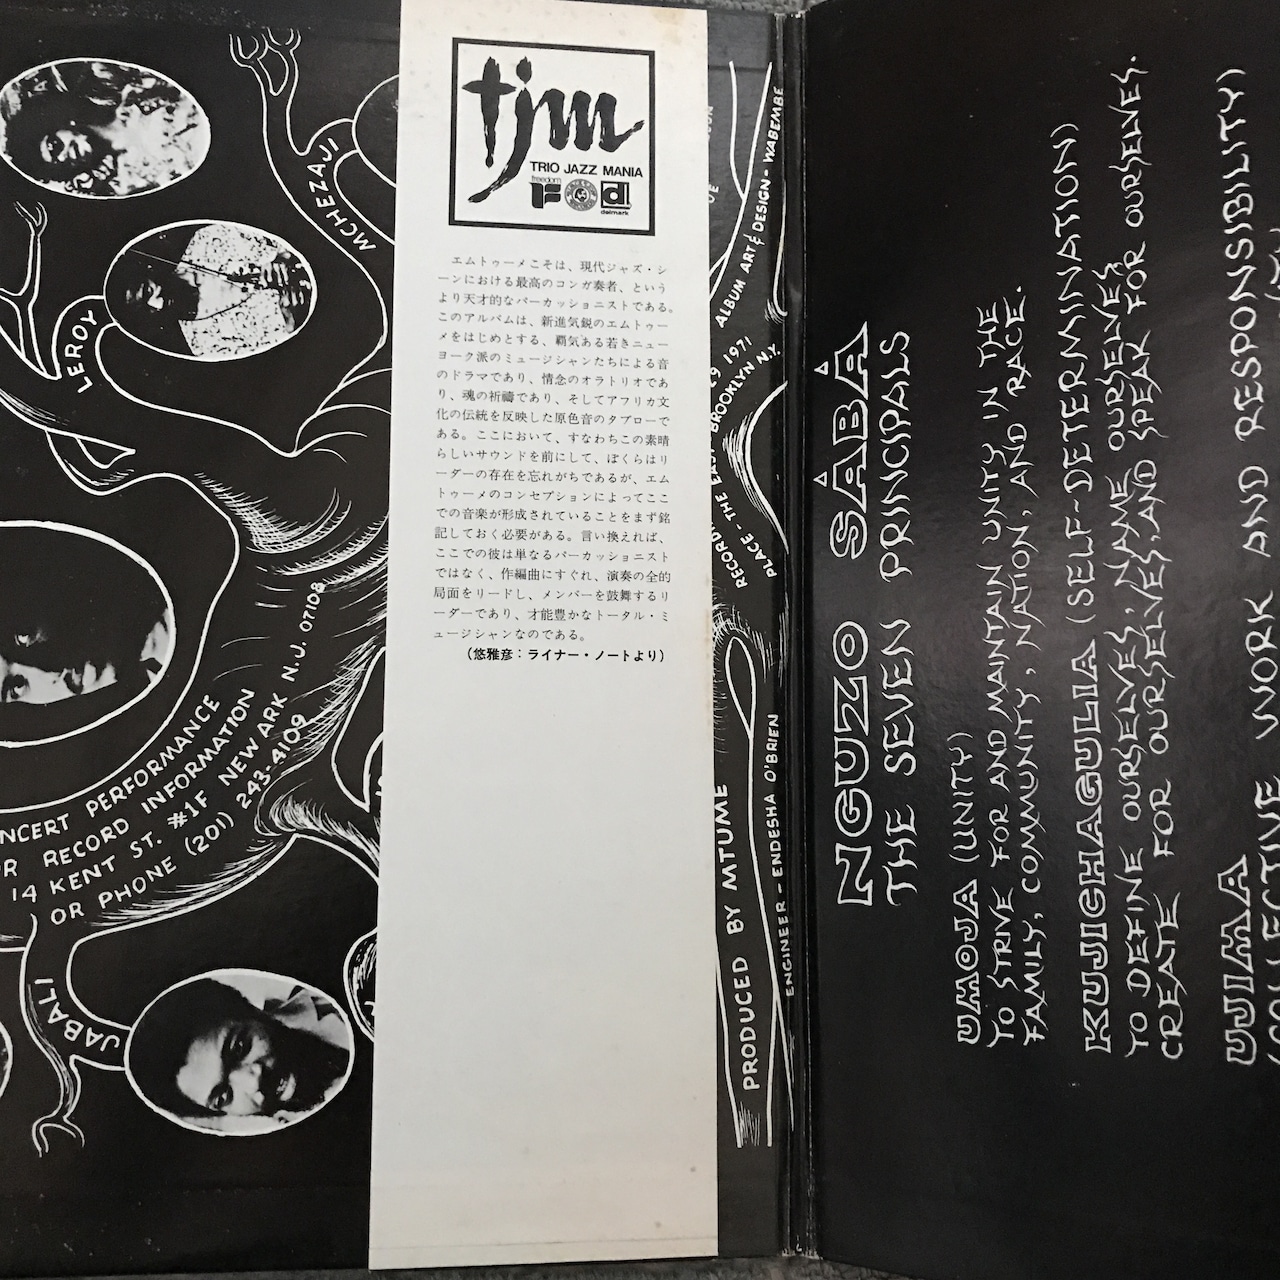 MCHEZAJI
LEROY
NCERT PERFORMANCE
R RECORD INFORMATION
14 KENT ST. #1F NEWARK N.J. 07108
OR PHONE (201) 243-4109
JABALI
tjm
TRIO JAZZ MANIA
freedom
delmark
エムトゥーメこそは、現代ジャズ・シ
ーンにおける最高のコンガ奏者、という
より天才的なパーカッショニストである。
このアルバムは、新進気鋭のエムトゥー
メをはじめとする、覇気ある若きニュー
ヨーク派のミュージシャンたちによる音
のドラマであり、情念のオラトリオであ
り、魂の祈禱であり、そしてアフリカ文
化の伝統を反映した原色音のタブローで
ある。ここにおいて、すなわちこの素晴
らしいサウンドを前にして、ぼくらはリ
ーダーの存在を忘れがちであるが、エム
トゥーメのコンセプションによってここ
での音楽が形成されていることをまず銘
記しておく必要がある。言い換えれば、
ここでの彼は単なるパーカッショニスト
ではなく、作編曲にすぐれ、演奏の全的
局面をリードし、メンバーを鼓舞するリ
ーダーであり、才能豊かなトータル・ミ
ュージシャンなのである。
(悠雅彦：ライナー・ノートより)
ALBUM ART & DESIGN - WABEMBE
29 1971
PLACE - THE EAST BROOKLYN N.Y.
PRODUCED BY MTUME
ENGINEER - ENDESHA O'BRIEN
NGUZO SABA
THE SEVEN PRINCIPALS
UMOJA (UNITY)
TO STRIVE FOR AND MAINTAIN UNITY IN THE
FAMILY, COMMUNITY, NATION, AND RACE.
KUJICHAGULIA (SELF-DETERMINATION)
TO DEFINE OURSELVES, NAME OURSELVES,
CREATE FOR OURSELVES, AND SPEAK FOR OURSELVES.
UJIMA
(COLLECTIVE WORK AND RESPONSIBILITY)